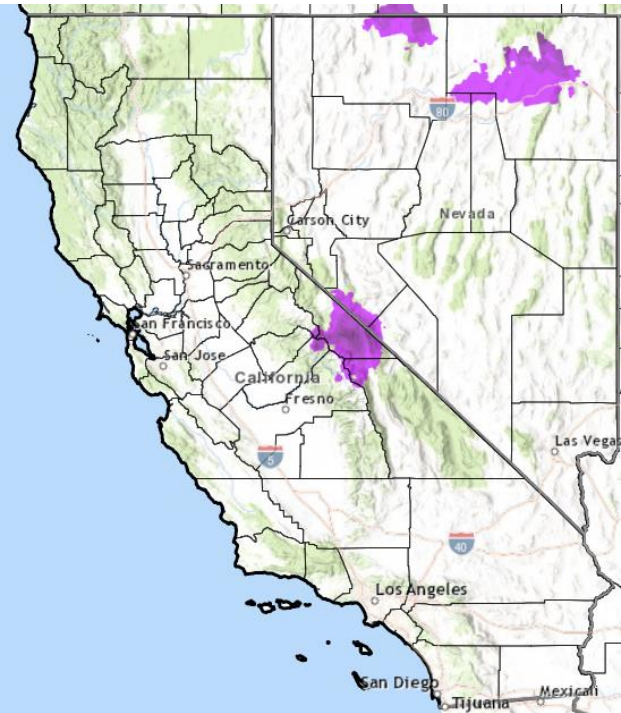 80
Carson City
Nevada
Sacramento
San Francisco
San Jose
California
Fresno
5
Las Vegas
40
Los Angeles
San Diego
Tijuana
Mexicali